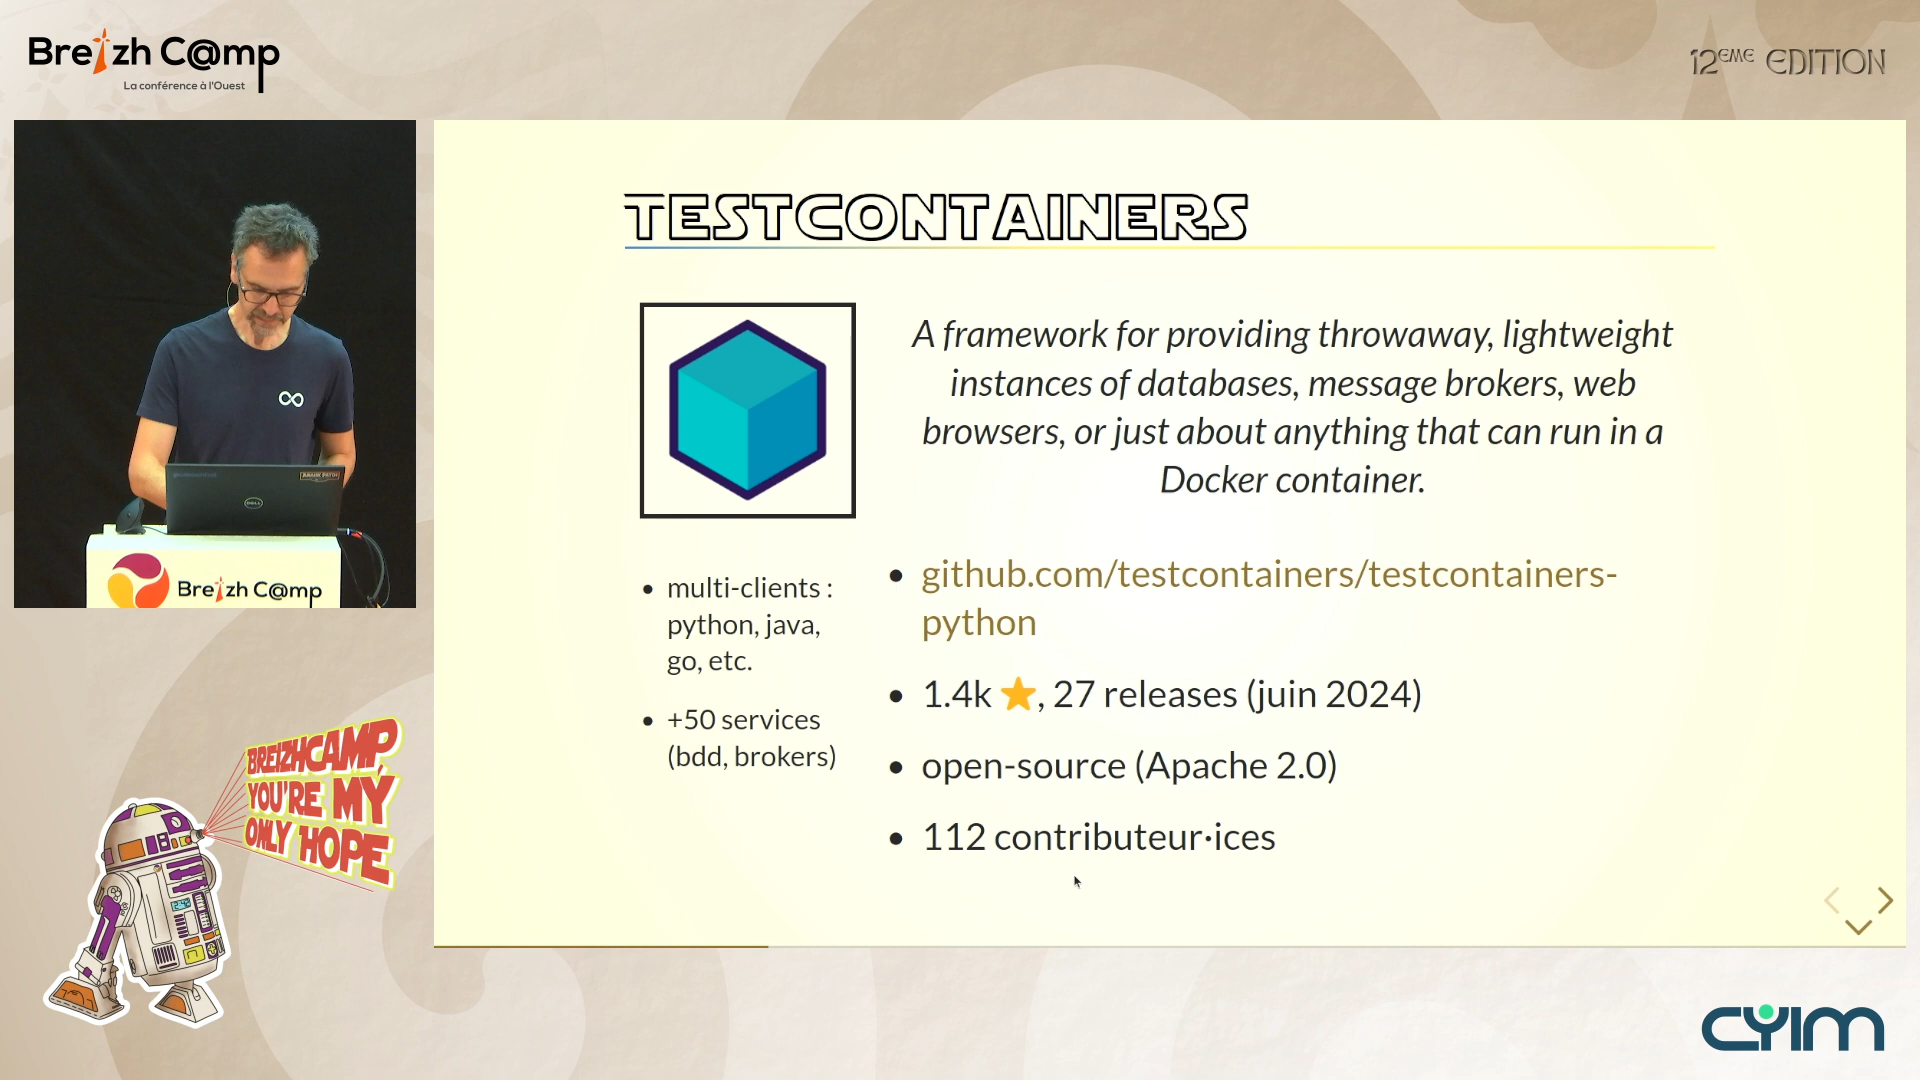 Breizh C@mp
La conférence à l'Ouest
12EME EDITION
TESTCONTAINERS
A framework for providing throwaway, lightweight
instances of databases, message brokers, web
browsers, or just about anything that can run in a
Docker container.
• multi-clients :
python, java,
go, etc.
• +50 services
(bdd, brokers)
• github.com/testcontainers/testcontainers-
python
• 1.4k ⭐, 27 releases (juin 2024)
• open-source (Apache 2.0)
• 112 contributeur·ices
DELL
Breizh C@mp
BREIZHCAMP,
YOU'RE MY
ONLY HOPE
CYIM